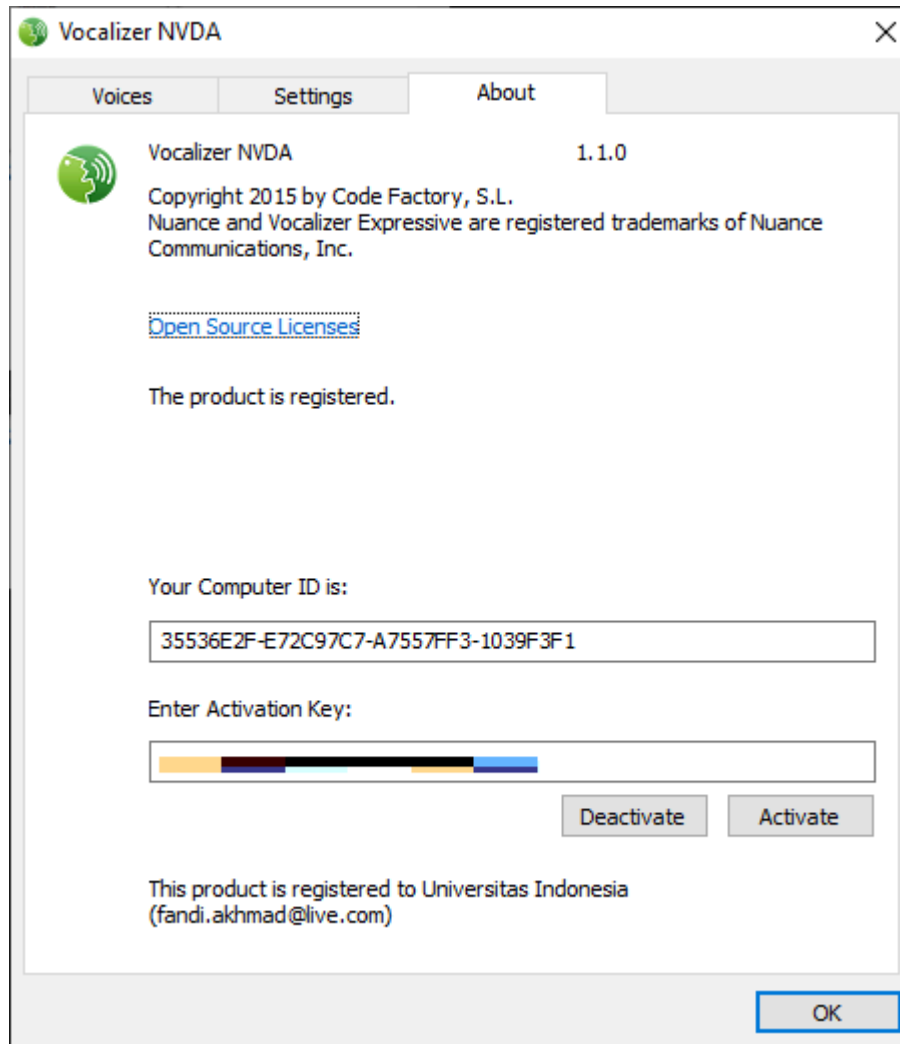 Vocalizer NVDA
Voices Settings About
Vocalizer NVDA 1.1.0
Copyright 2015 by Code Factory, S.L.
Nuance and Vocalizer Expressive are registered trademarks of Nuance
Communications, Inc.
Open Source Licenses
The product is registered.
Your Computer ID is:
35536E2F-E72C97C7-A7557FF3-1039F3F1
Enter Activation Key:
Deactivate Activate
This product is registered to Universitas Indonesia
(fandi.akhmad@live.com)
OK